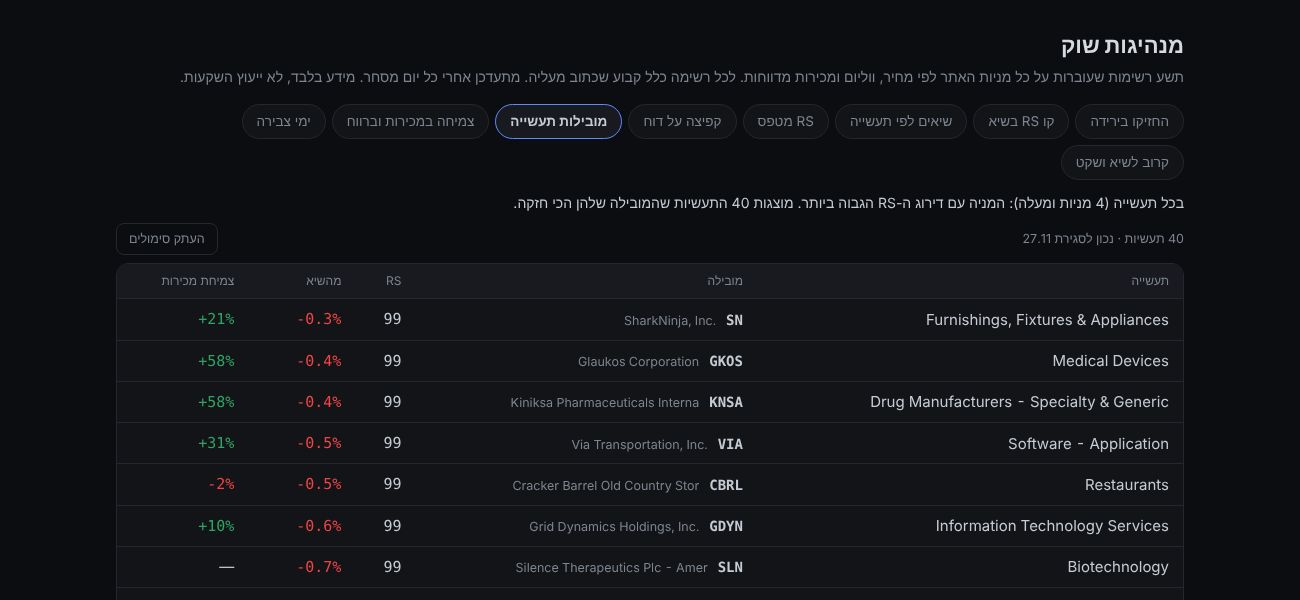 מנהיגות שוק
תשע רשימות שעוברות על כל מניות האתר לפי מחיר, ווליום ומכירות מדווחות. לכל רשימה כלל קבוע שכתוב מעליה. מתעדכן אחרי כל יום מסחר. מידע בלבד, לא ייעוץ השקעות.
החזיקו בירידה קו RS בשיא שיאים לפי תעשייה RS מטפס קפיצה על דוח מובילות תעשייה צמיחה במכירות וברווח ימי צבירה
קרוב לשיא ושקט
בכל תעשייה (4 מניות ומעלה): המניה עם דירוג ה-RS הגבוה ביותר. מוצגות 40 התעשיות שהמובילה שלהן הכי חזקה.
40 תעשיות · נכון לסגירת 27.11 העתק סימולים
תעשייה מובילה RS מהשיא צמיחת מכירות
Furnishings, Fixtures & Appliances SN SharkNinja, Inc. 99 -0.3% +21%
Medical Devices GKOS Glaukos Corporation 99 -0.4% +58%
Drug Manufacturers - Specialty & Generic KNSA Kiniksa Pharmaceuticals Interna 99 -0.4% +58%
Software - Application VIA Via Transportation, Inc. 99 -0.5% +31%
Restaurants CBRL Cracker Barrel Old Country Stor 99 -0.5% -2%
Information Technology Services GDYN Grid Dynamics Holdings, Inc. 99 -0.6% +10%
Biotechnology SLN Silence Therapeutics Plc - Amer 99 -0.7% —